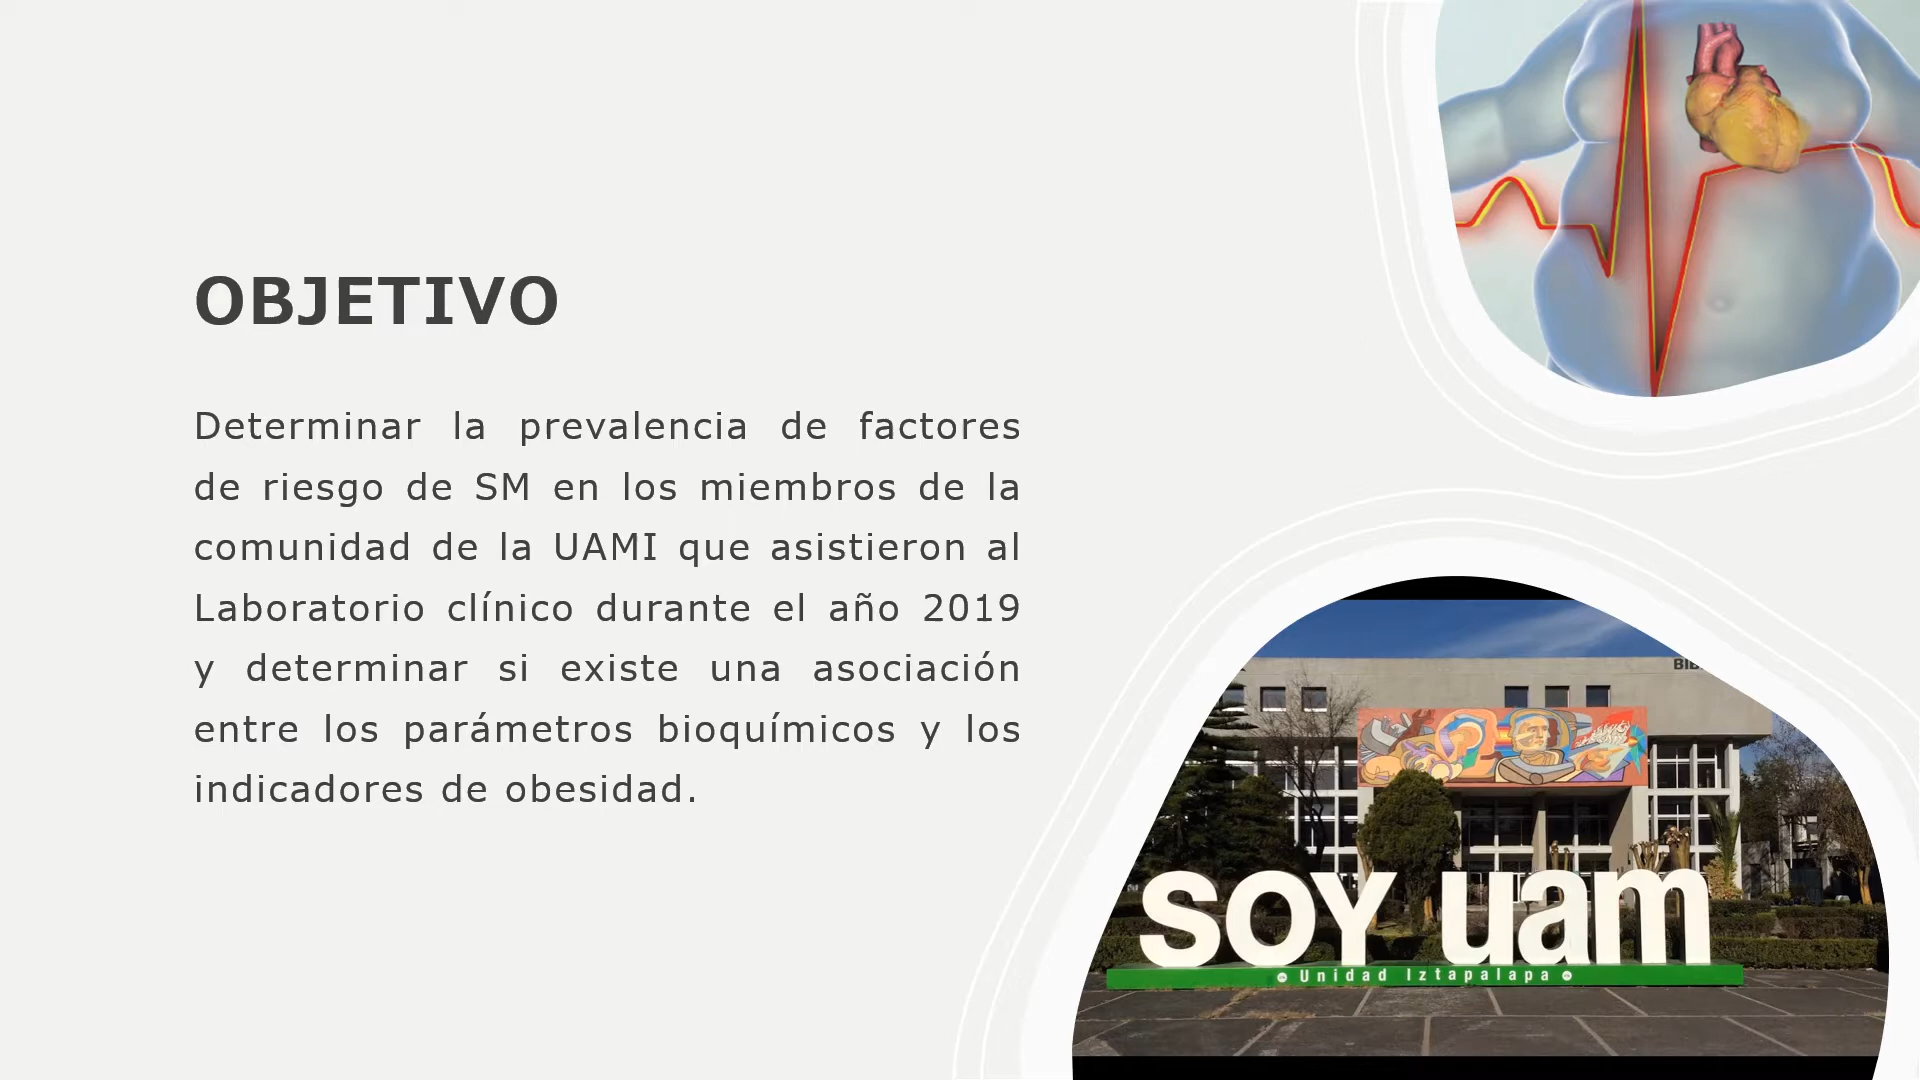 OBJETIVO
Determinar la prevalencia de factores
de riesgo de SM en los miembros de la
comunidad de la UAMI que asistieron al
Laboratorio clínico durante el año 2019
y determinar si existe una asociación
entre los parámetros bioquímicos y los
indicadores de obesidad.
soy uam
Unidad Iztapalapa